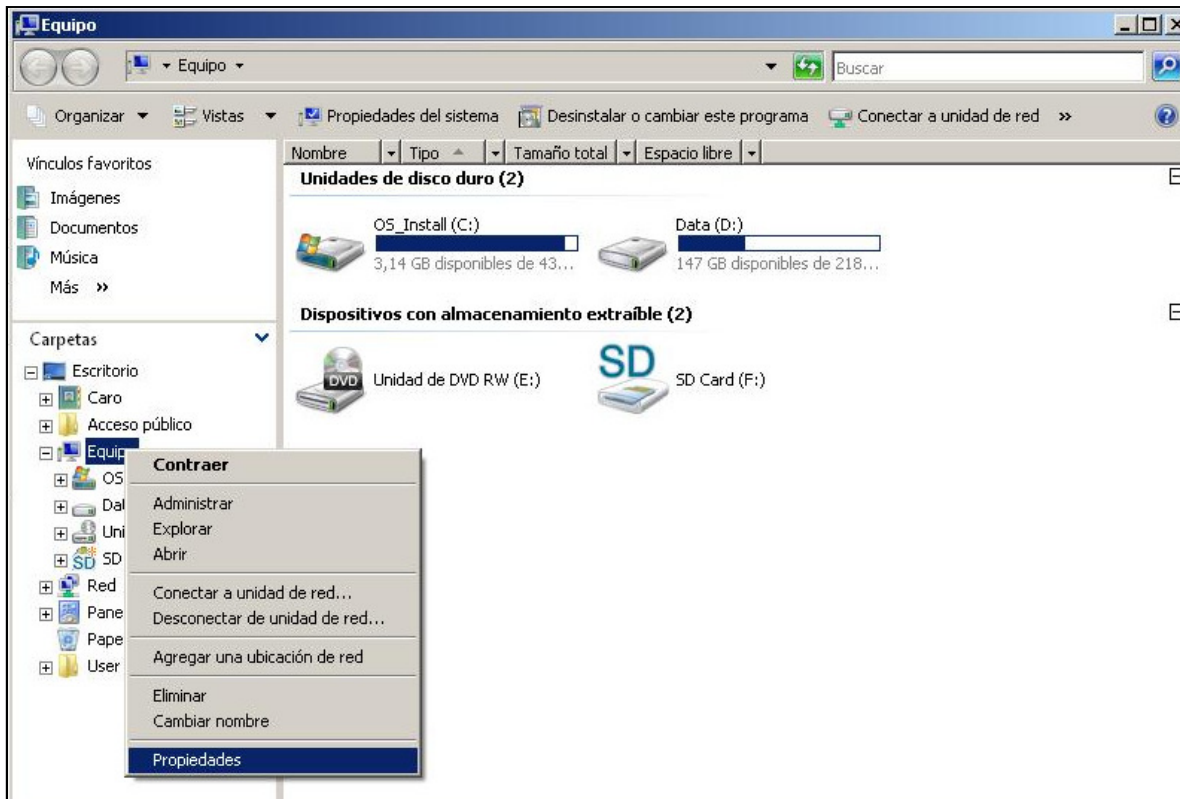 Equipo
Equipo
Buscar
Organizar Vistas Propiedades del sistema Desinstalar o cambiar este programa Conectar a unidad de red »
Vínculos favoritos
Imágenes
Documentos
Música
Más »
Carpetas
Escritorio
Caro
Acceso público
Equip
OS
Dat
Uni
SD
Red
Pane
Pape
User
Nombre Tipo Tamaño total Espacio libre
Unidades de disco duro (2)
OS_Install (C:)
3,14 GB disponibles de 43...
Data (D:)
147 GB disponibles de 218...
Dispositivos con almacenamiento extraíble (2)
DVD
Unidad de DVD RW (E:)
SD
SD Card (F:)
Contraer
Administrar
Explorar
Abrir
Conectar a unidad de red...
Desconectar de unidad de red...
Agregar una ubicación de red
Eliminar
Cambiar nombre
Propiedades